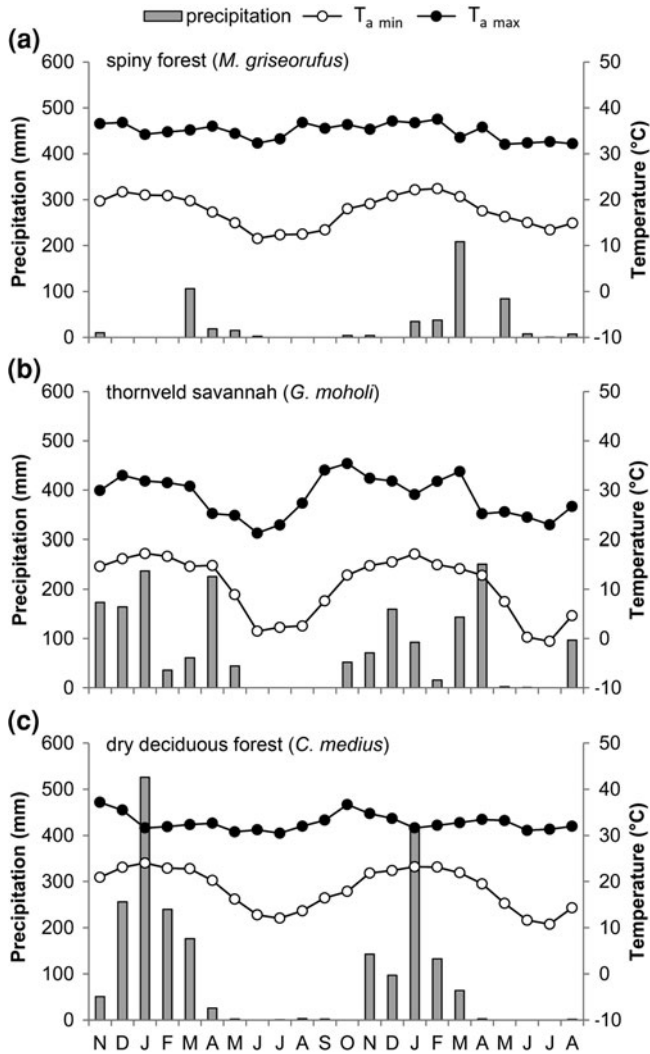 precipitation T a min T a max
(a)
spiny forest (M. griseorufus)
600 50
500 40
400 30
300 20
200 10
100 0
0 -10
Precipitation (mm)
Temperature (°C)
(b)
thornveld savannah (G. moholi)
600 50
500 40
400 30
300 20
200 10
100 0
0 -10
Precipitation (mm)
Temperature (°C)
(c)
dry deciduous forest (C. medius)
600 50
500 40
400 30
300 20
200 10
100 0
0 -10
Precipitation (mm)
Temperature (°C)
N D J F M A M J J A S O N D J F M A M J J A